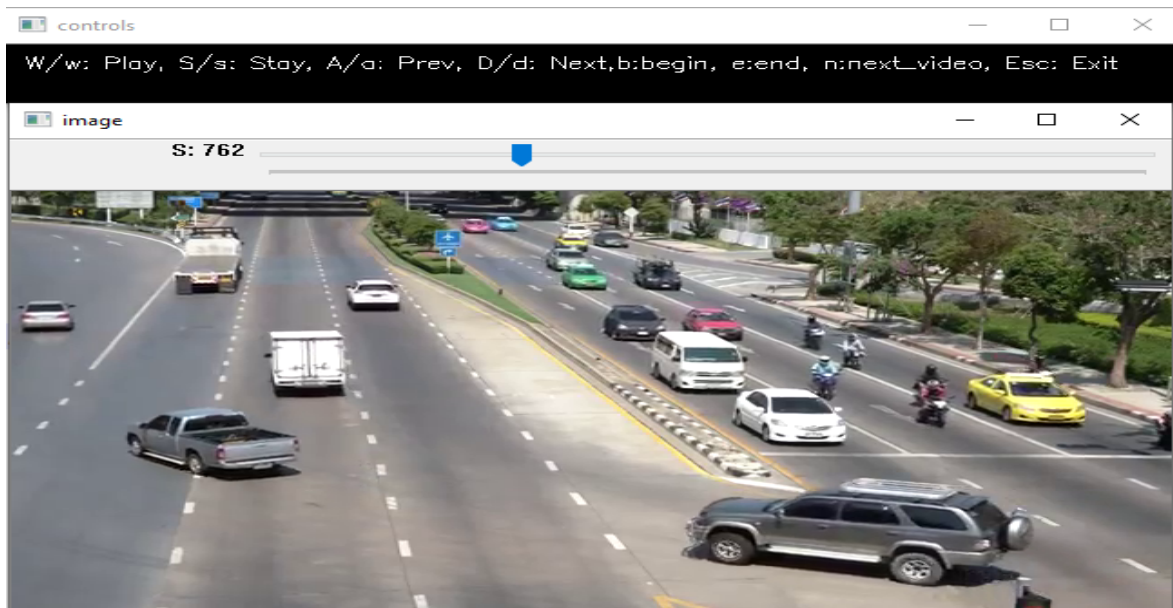 controls
W/w: Play, S/s: Stay, A/a: Prev, D/d: Next,b:begin, e:end, n:next_video, Esc: Exit
image
S: 762